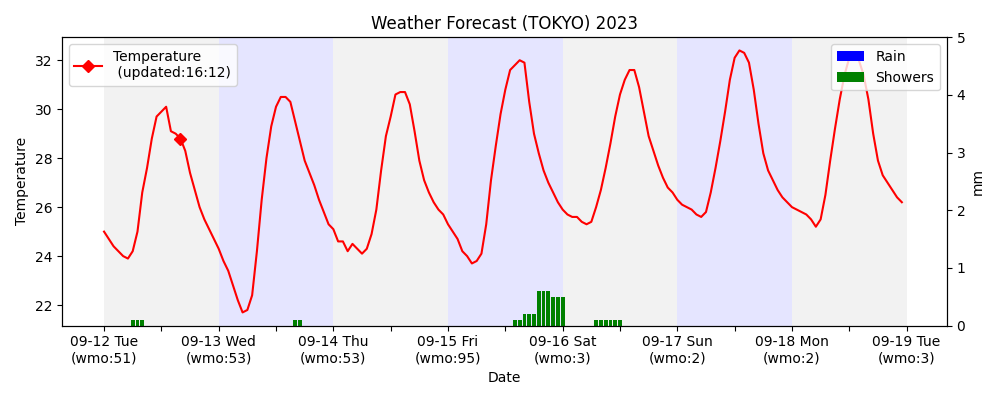 Weather Forecast (TOKYO) 2023
Temperature
(updated:16:12)
Rain
Showers
32
30
28
26
24
22
Temperature
5
4
3
2
1
0
mm
09-12 Tue 09-13 Wed 09-14 Thu 09-15 Fri 09-16 Sat 09-17 Sun 09-18 Mon 09-19 Tue
(wmo:51) (wmo:53) (wmo:53) (wmo:95) (wmo:3) (wmo:2) (wmo:2) (wmo:3)
Date